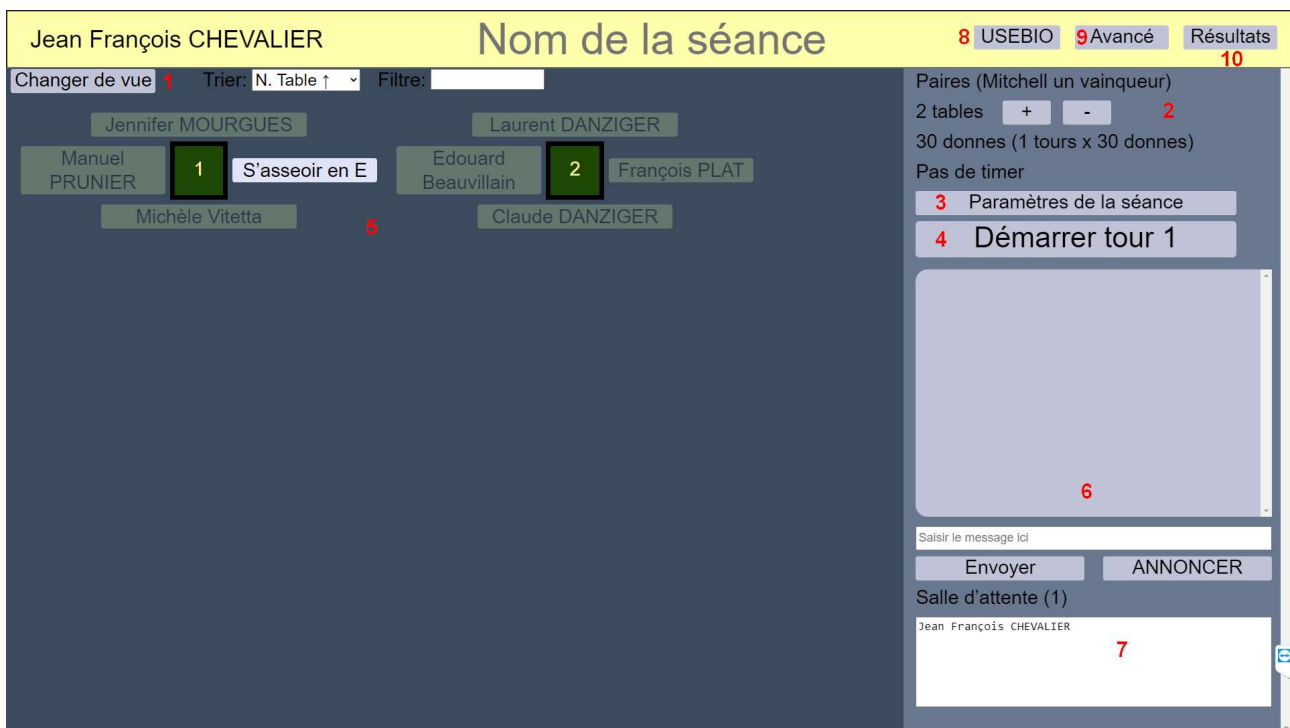 Jean François CHEVALIER Nom de la séance 8 USEBIO 9 Avancé Résultats
10
Changer de vue 1 Trier: N. Table ↑ Filtre:
Paires (Mitchell un vainqueur)
2 tables + - 2
30 donnes (1 tours x 30 donnes)
Pas de timer
3 Paramètres de la séance
4 Démarrer tour 1
Jennifer MOURGUES Laurent DANZIGER
Manuel PRUNIER 1 S'asseoir en E Edouard Beauvillain 2 François PLAT
Michèle Vitetta 5 Claude DANZIGER
6
Saisir le message ici
Envoyer ANNONCER
Salle d'attente (1)
Jean François CHEVALIER
7